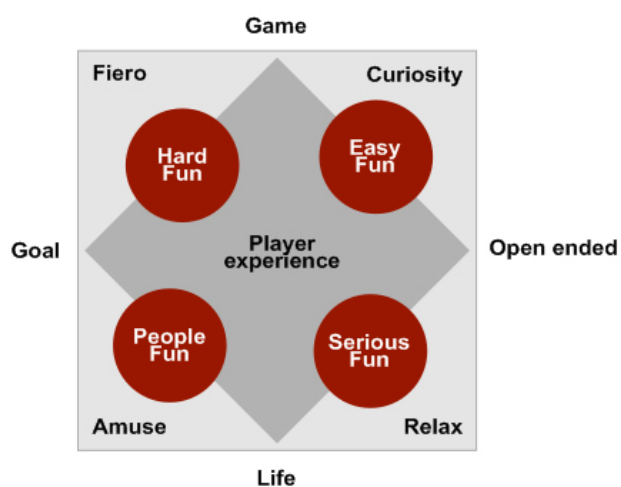 Game
Fiero
Curiosity
Hard
Fun
Easy
Fun
Goal
Player
experience
Open ended
People
Fun
Serious
Fun
Amuse
Relax
Life